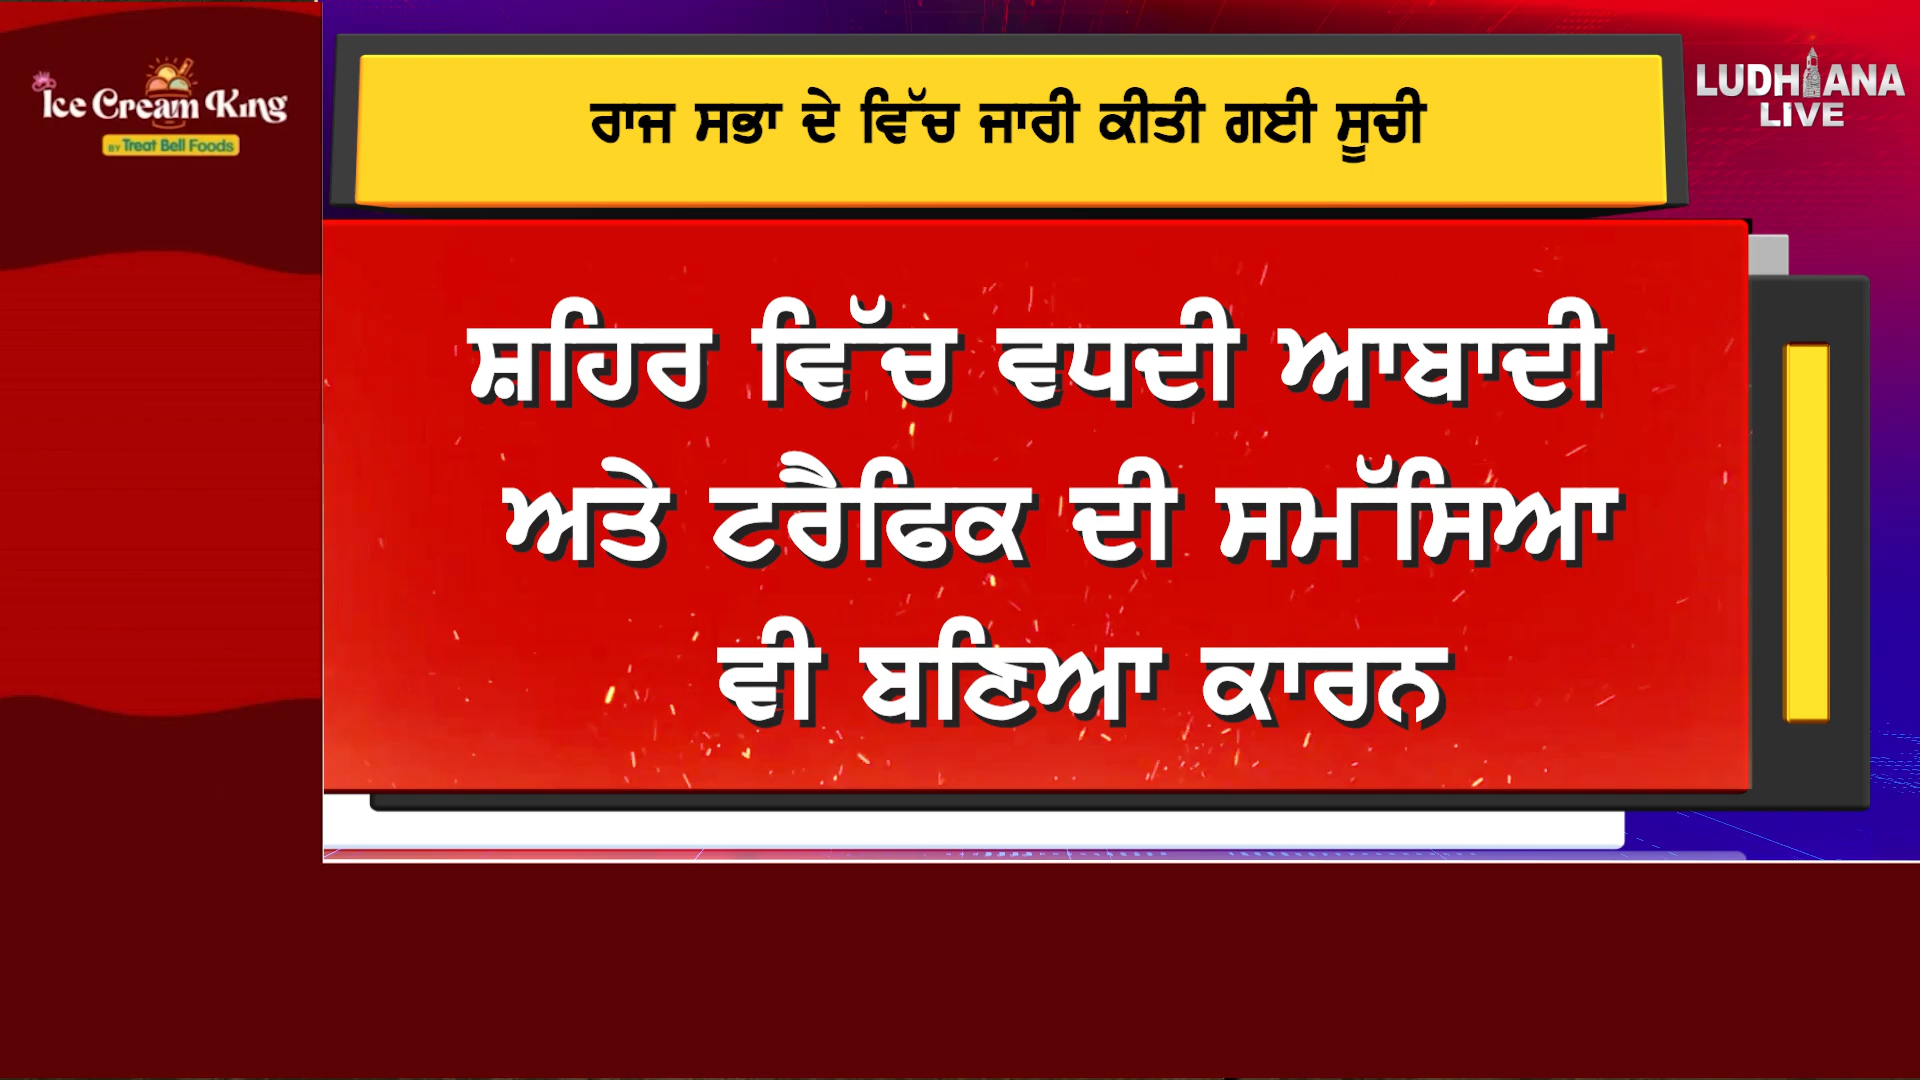 Ice Cream King
BY Treat Bell Foods
ਰਾਜ ਸਭਾ ਦੇ ਵਿੱਚ ਜਾਰੀ ਕੀਤੀ ਗਈ ਸੂਚੀ
LUDHIANA
LIVE
ਸ਼ਹਿਰ ਵਿੱਚ ਵਧਦੀ ਆਬਾਦੀ
ਅਤੇ ਟਰੈਫਿਕ ਦੀ ਸਮੱਸਿਆ
ਵੀ ਬਣਿਆ ਕਾਰਨ